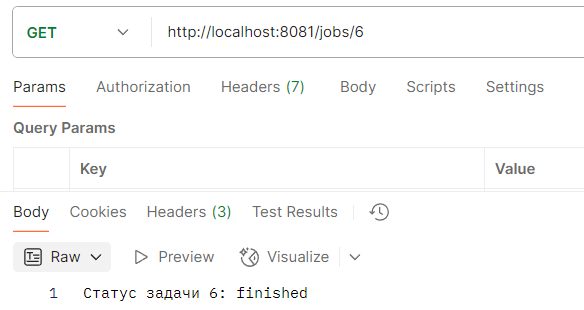 GET http://localhost:8081/jobs/6
Params Authorization Headers (7) Body Scripts Settings
Query Params
Key Value
Body Cookies Headers (3) Test Results
Raw Preview Visualize
1 Статус задачи 6: finished